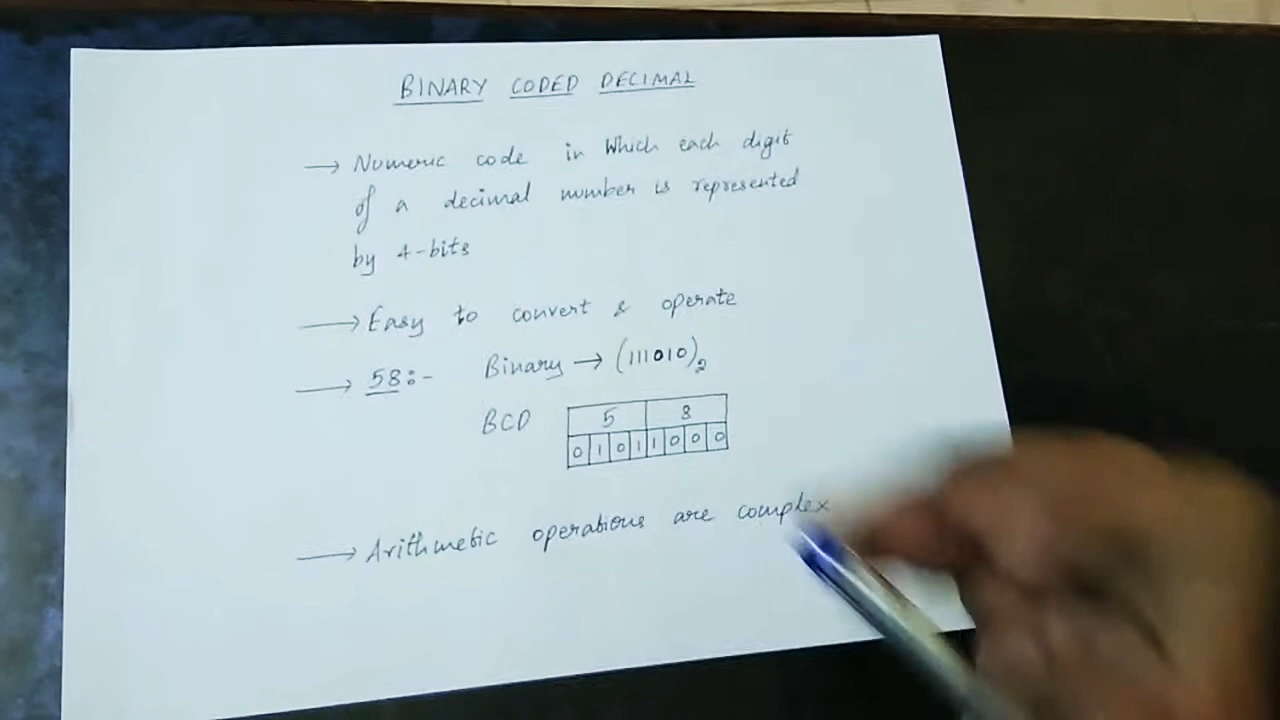 BINARY CODED DECIMAL
→ Numeric code in Which each digit
of a decimal number is represented
by 4-bits
→ Easy to convert & operate
→ 58:- Binary → (111010)₂
BCD 5 8
0 1 0 1 1 0 0 0
→ Arithmetic operations are complex